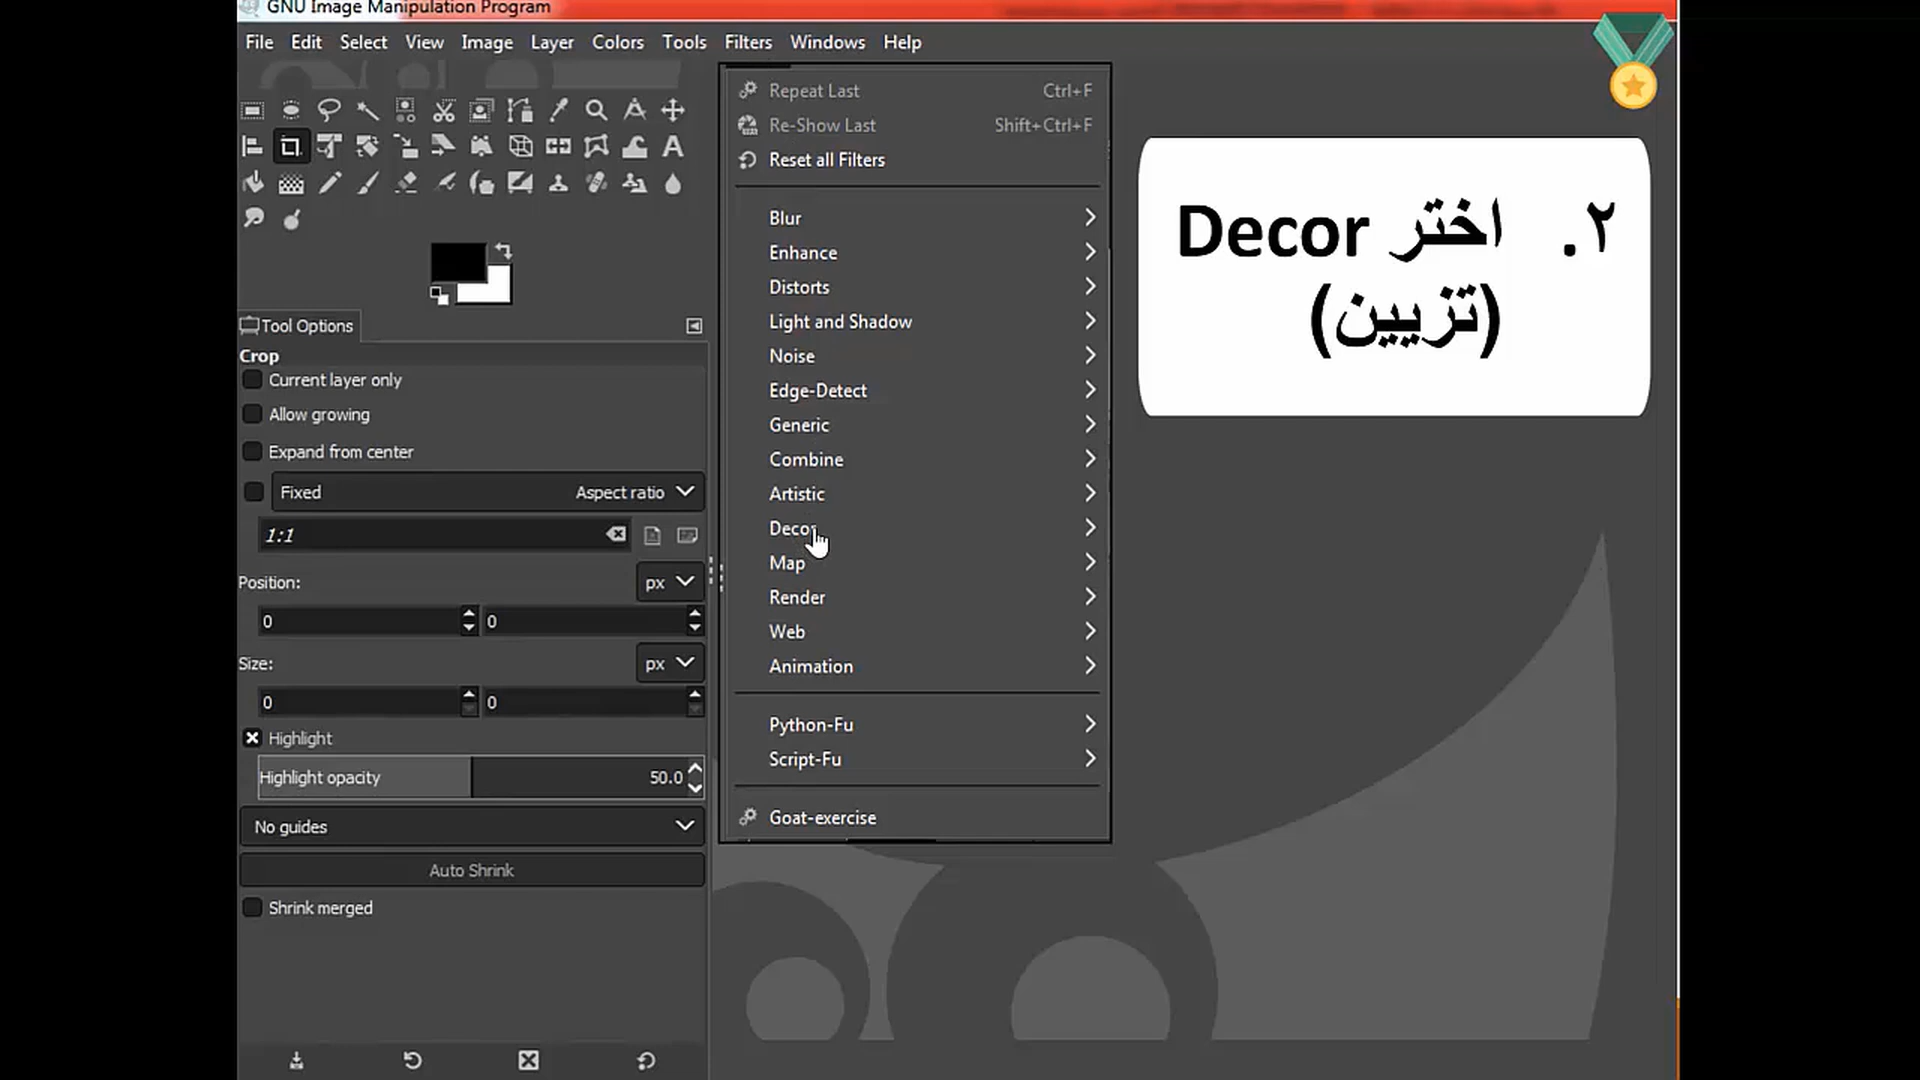 GNU Image Manipulation Program
File Edit Select View Image Layer Colors Tools Filters Windows Help
Repeat Last Ctrl+F
Re-Show Last Shift+Ctrl+F
Reset all Filters
Blur
Enhance
Distorts
Light and Shadow
Noise
Edge-Detect
Generic
Combine
Artistic
Decor
Map
Render
Web
Animation
Python-Fu
Script-Fu
Goat-exercise
Tool Options
Crop
Current layer only
Allow growing
Expand from center
Fixed Aspect ratio
1:1
Position: px
0 0
Size: px
0 0
Highlight
Highlight opacity 50.0
No guides
Auto Shrink
Shrink merged
٢. اختر Decor
(تزيين)